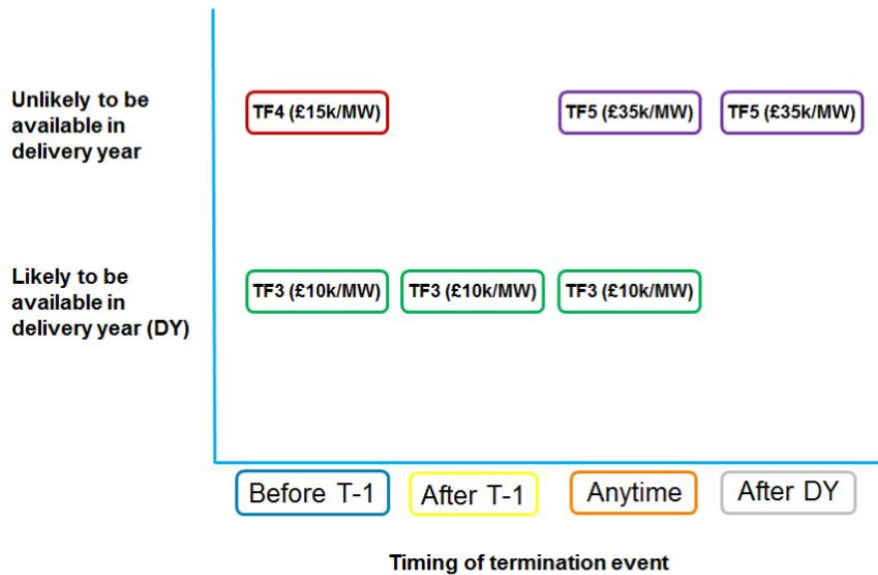 Unlikely to be
available in
delivery year
TF4 (£15k/MW)
TF5 (£35k/MW)
TF5 (£35k/MW)
Likely to be
available in
delivery year (DY)
TF3 (£10k/MW)
TF3 (£10k/MW)
TF3 (£10k/MW)
Before T-1
After T-1
Anytime
After DY
Timing of termination event